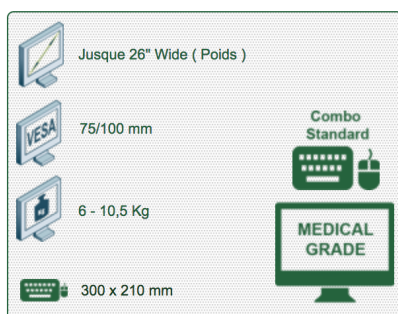 Jusque 26" Wide ( Poids )
VESA
75/100 mm
Combo
Standard
KG
6 - 10,5 Kg
MEDICAL
GRADE
300 x 210 mm